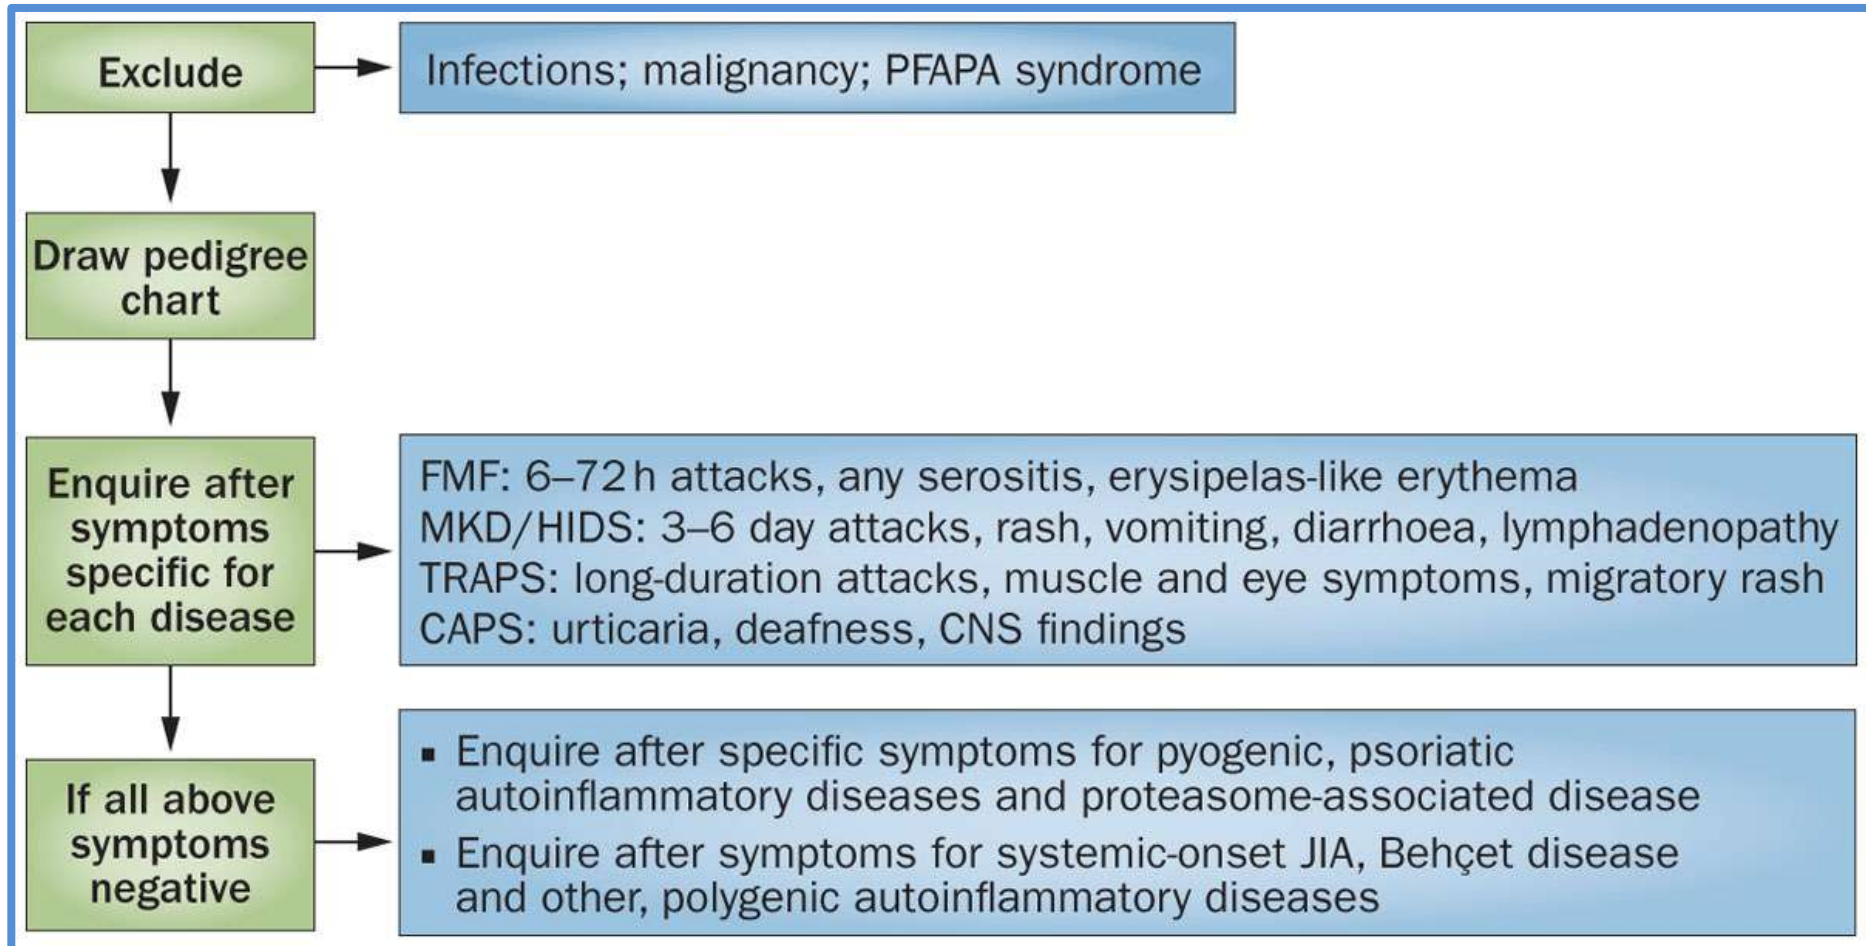 Exclude
Infections; malignancy; PFAPA syndrome
Draw pedigree
chart
Enquire after
symptoms
specific for
each disease
FMF: 6–72 h attacks, any serositis, erysipelas-like erythema
MKD/HIDS: 3–6 day attacks, rash, vomiting, diarrhoea, lymphadenopathy
TRAPS: long-duration attacks, muscle and eye symptoms, migratory rash
CAPS: urticaria, deafness, CNS findings
If all above
symptoms
negative
▪ Enquire after specific symptoms for pyogenic, psoriatic
autoinflammatory diseases and proteasome-associated disease
▪ Enquire after symptoms for systemic-onset JIA, Behçet disease
and other, polygenic autoinflammatory diseases